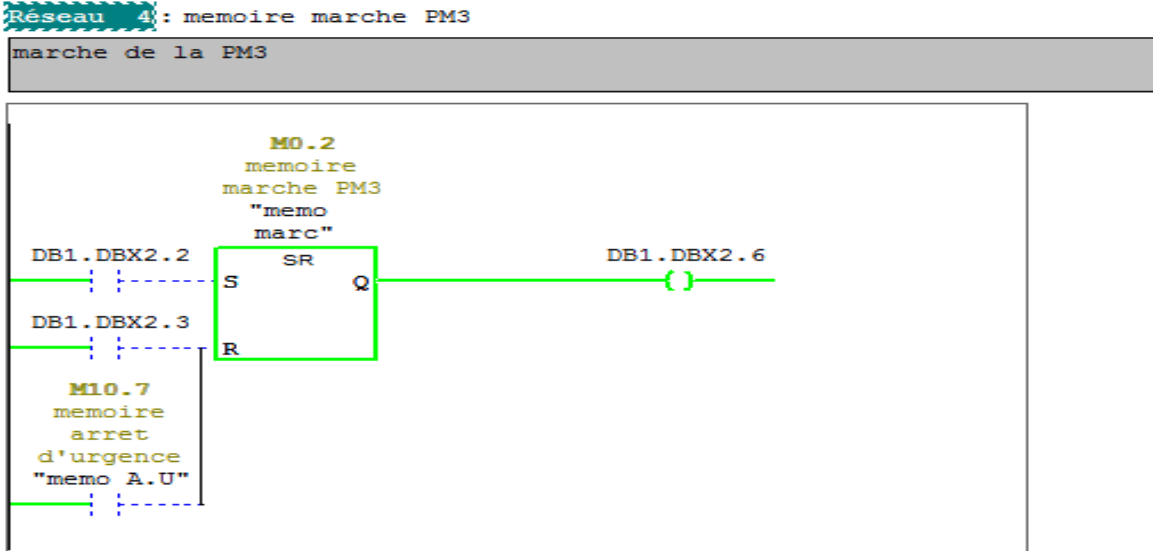 Réseau 4 : memoire marche PM3
marche de la PM3
M0.2
memoire
marche PM3
"memo
marc"
DB1.DBX2.2
SR
DB1.DBX2.6
S
Q
DB1.DBX2.3
R
M10.7
memoire
arret
d'urgence
"memo A.U"